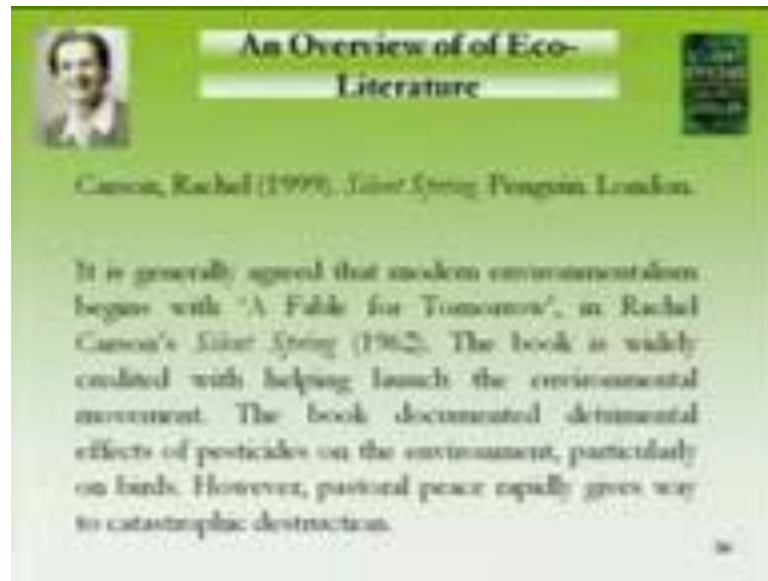 An Overview of of Eco-
Literature
Carson, Rachel (1999). Silent Spring. Penguin. London.
It is generally agreed that modern environmentalism
begins with 'A Fable for Tomorrow', in Rachel
Carson's Silent Spring (1962). The book is widely
credited with helping launch the environmental
movement. The book documented detrimental
effects of pesticides on the environment, particularly
on birds. However, pastoral peace rapidly gives way
to catastrophic destruction.